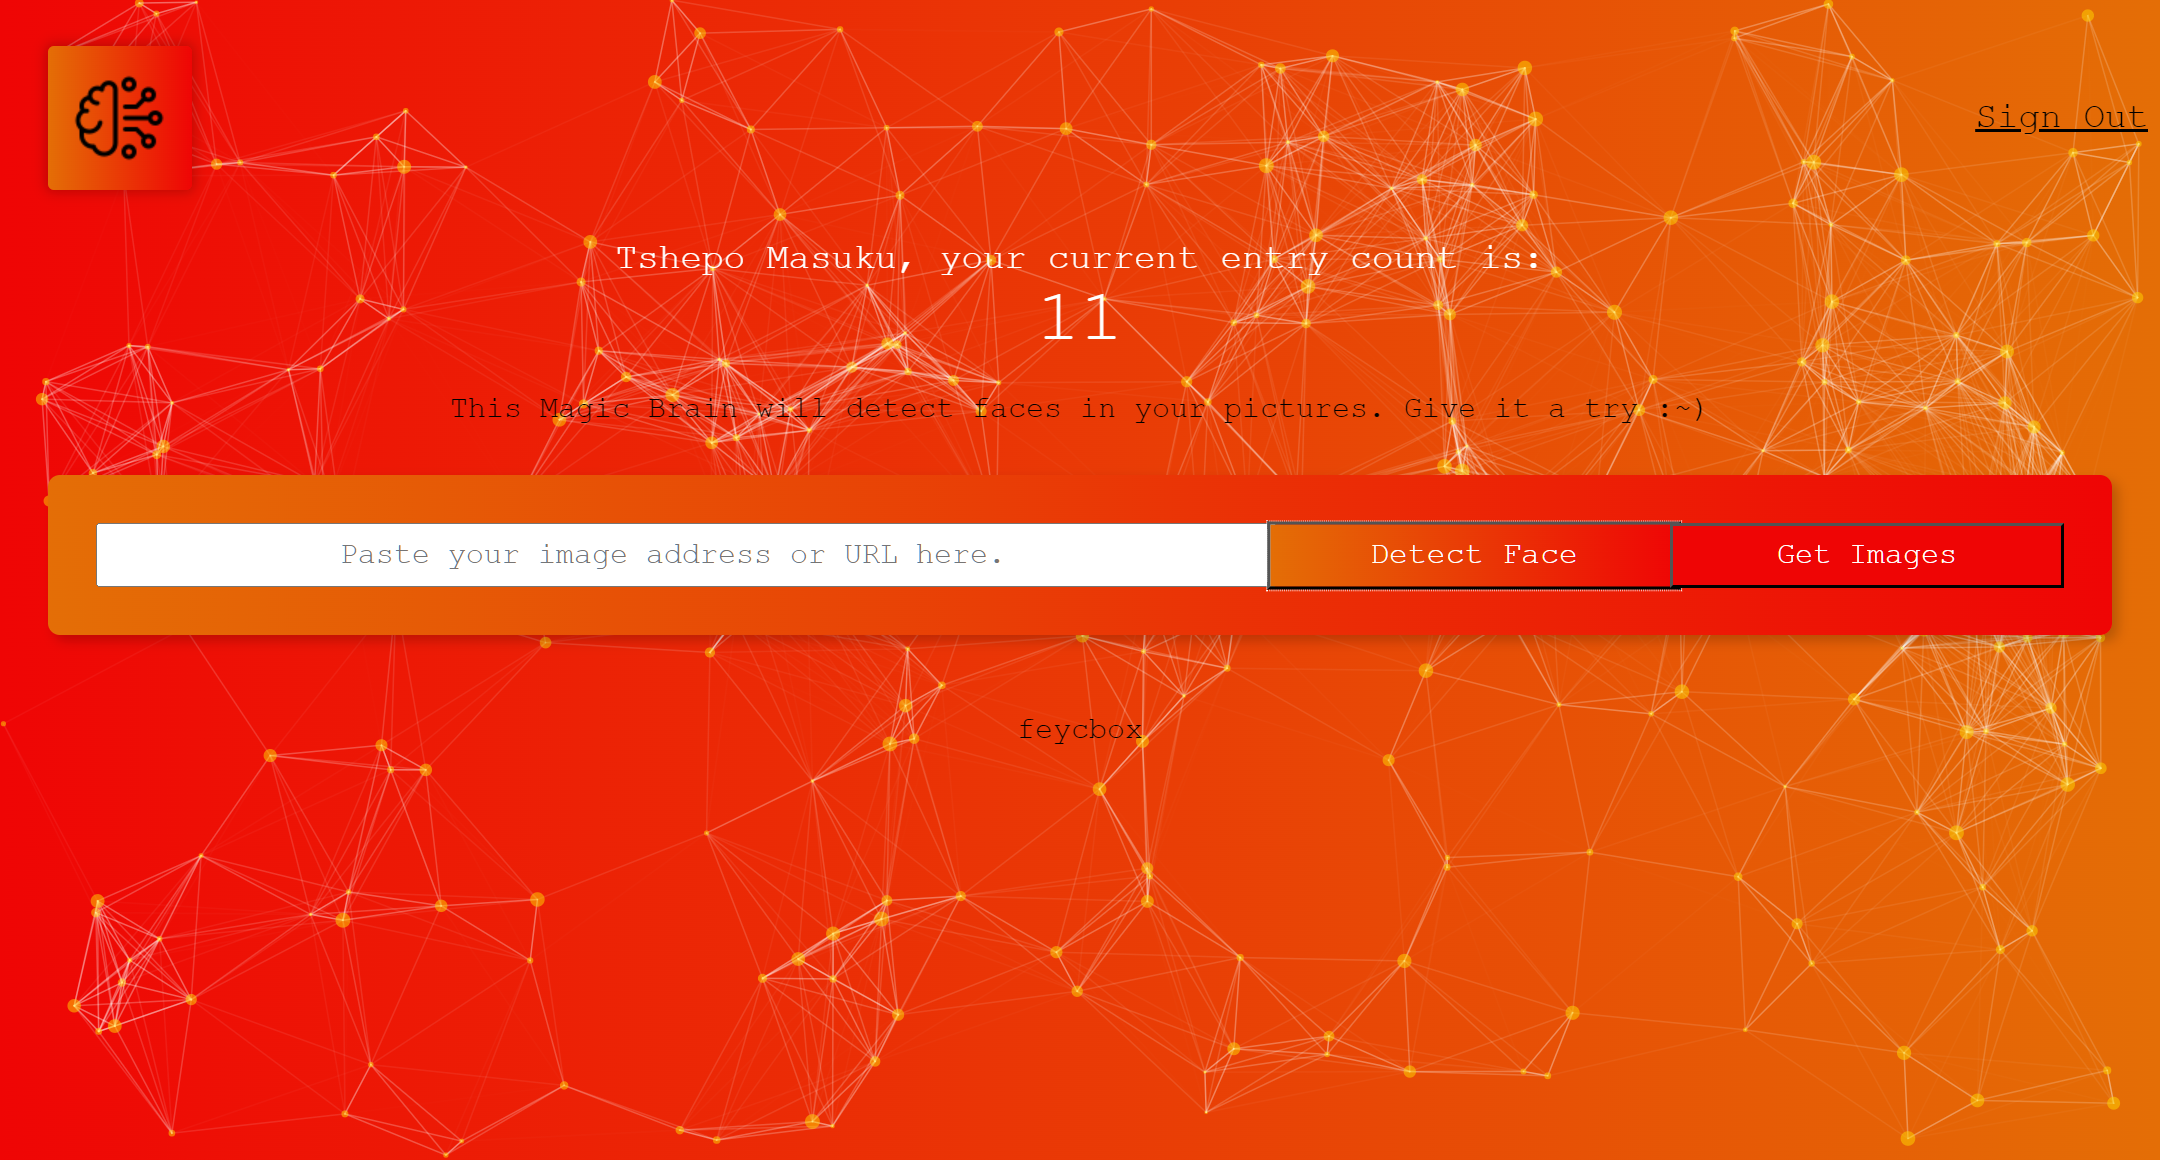 Sign Out
Tshepo Masuku, your current entry count is:
11
This Magic Brain will detect faces in your pictures. Give it a try :~)
Paste your image address or URL here.
Detect Face
Get Images
feycbox